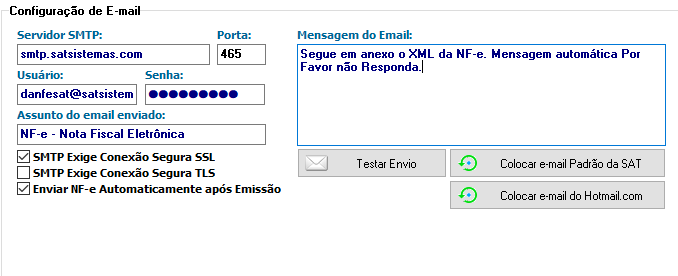 Configuração de E-mail
Servidor SMTP:
Porta:
smtp.satsistemas.com
465
Usuário:
Senha:
danfesat@satsistem
●●●●●●●●●
Assunto do email enviado:
NF-e - Nota Fiscal Eletrônica
SMTP Exige Conexão Segura SSL
SMTP Exige Conexão Segura TLS
Enviar NF-e Automaticamente após Emissão
Mensagem do Email:
Segue em anexo o XML da NF-e. Mensagem automática Por
Favor não Responda.
Testar Envio
Colocar e-mail Padrão da SAT
Colocar e-mail do Hotmail.com